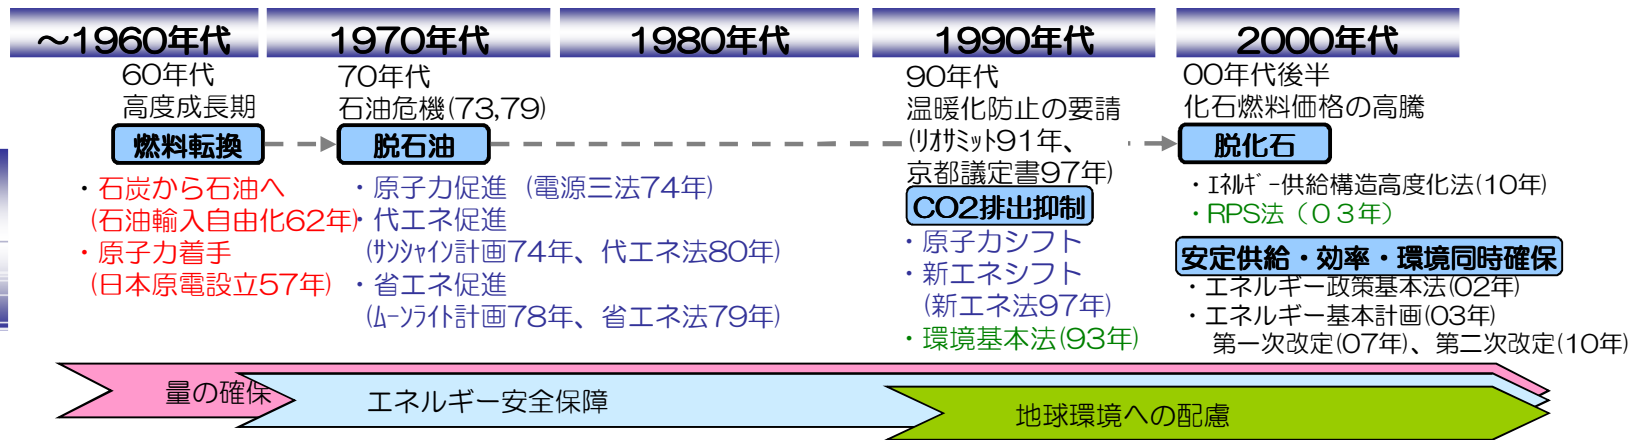 ～1960年代
1970年代
1980年代
1990年代
2000年代
60年代
高度成長期
燃料転換
・石炭から石油へ
(石油輸入自由化62年)
・原子力着手
(日本原電設立57年)
70年代
石油危機(73,79)
脱石油
・原子力促進 (電源三法74年)
・代エネ促進
(ｻﾝｼｬｲﾝ計画74年、代エネ法80年)
・省エネ促進
(ﾑｰﾝﾗｲﾄ計画78年、省エネ法79年)
90年代
温暖化防止の要請
(ﾘｵｻﾐｯﾄ91年、
京都議定書97年)
CO2排出抑制
・原子力シフト
・新エネシフト
(新エネ法97年)
・環境基本法(93年)
00年代後半
化石燃料価格の高騰
脱化石
・ｴﾈﾙｷﾞｰ供給構造高度化法(10年)
・RPS法（０３年）
安定供給・効率・環境同時確保
・エネルギー政策基本法(02年)
・エネルギー基本計画(03年)
第一次改定(07年)、第二次改定(10年)
量の確保
エネルギー安全保障
地球環境への配慮